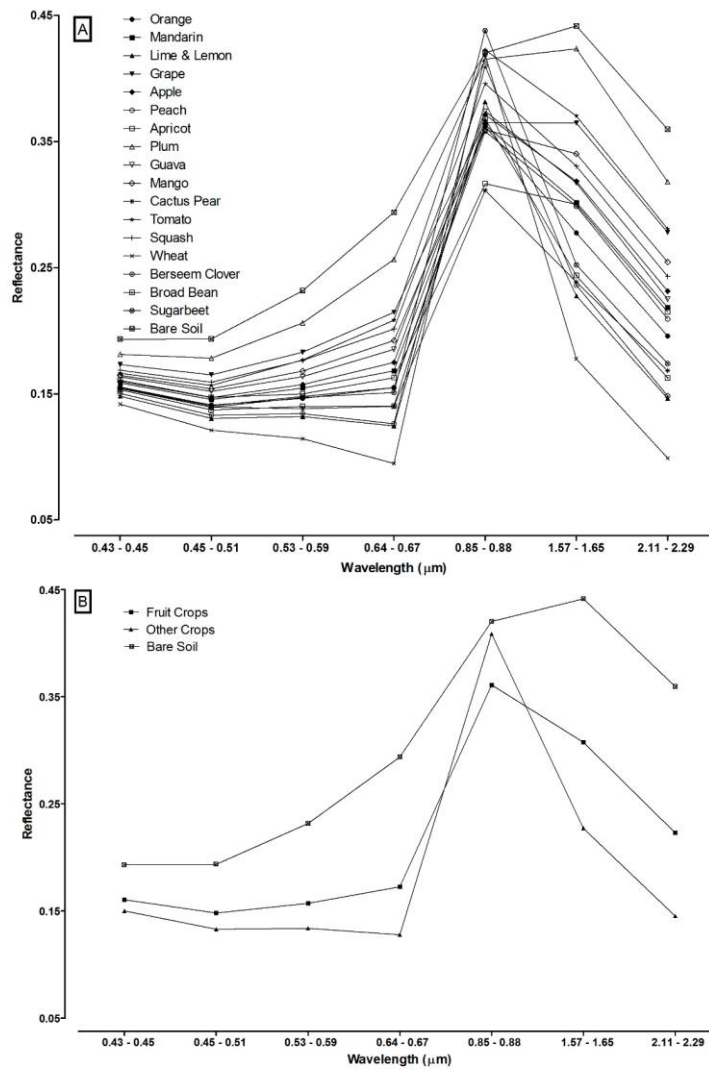 A
Orange
Mandarin
Lime & Lemon
Grape
Apple
Peach
Apricot
Plum
Guava
Mango
Cactus Pear
Tomato
Squash
Wheat
Berseem Clover
Broad Bean
Sugarbeet
Bare Soil
0.45
0.35
0.25
0.15
0.05
Reflectance
0.43 - 0.45 0.45 - 0.51 0.53 - 0.59 0.64 - 0.67 0.85 - 0.88 1.57 - 1.65 2.11 - 2.29
Wavelength (μm)
B
Fruit Crops
Other Crops
Bare Soil
0.45
0.35
0.25
0.15
0.05
Reflectance
0.43 - 0.45 0.45 - 0.51 0.53 - 0.59 0.64 - 0.67 0.85 - 0.88 1.57 - 1.65 2.11 - 2.29
Wavelength (μm)